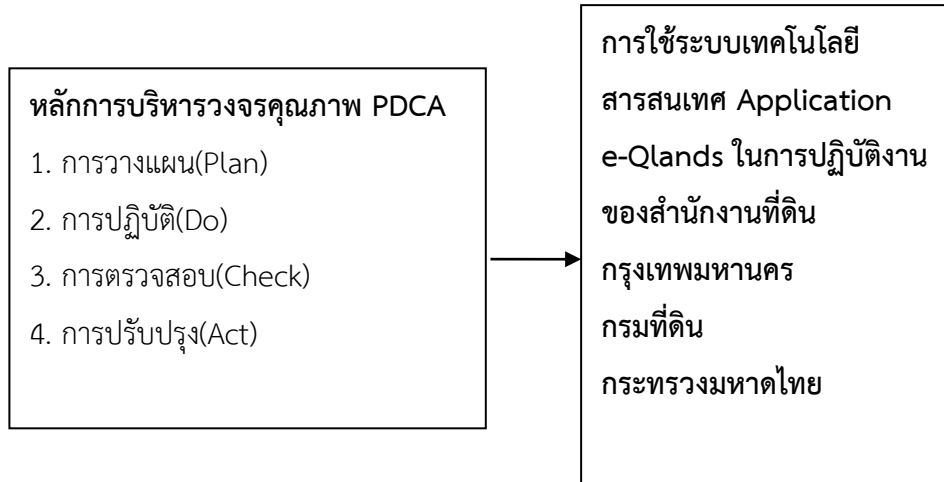 หลักการบริหารวงจรคุณภาพ PDCA
1. การวางแผน(Plan)
2. การปฏิบัติ(Do)
3. การตรวจสอบ(Check)
4. การปรับปรุง(Act)
การใช้ระบบเทคโนโลยี
สารสนเทศ Application
e-Qlands ในการปฏิบัติงาน
ของสำนักงานที่ดิน
กรุงเทพมหานคร
กรมที่ดิน
กระทรวงมหาดไทย